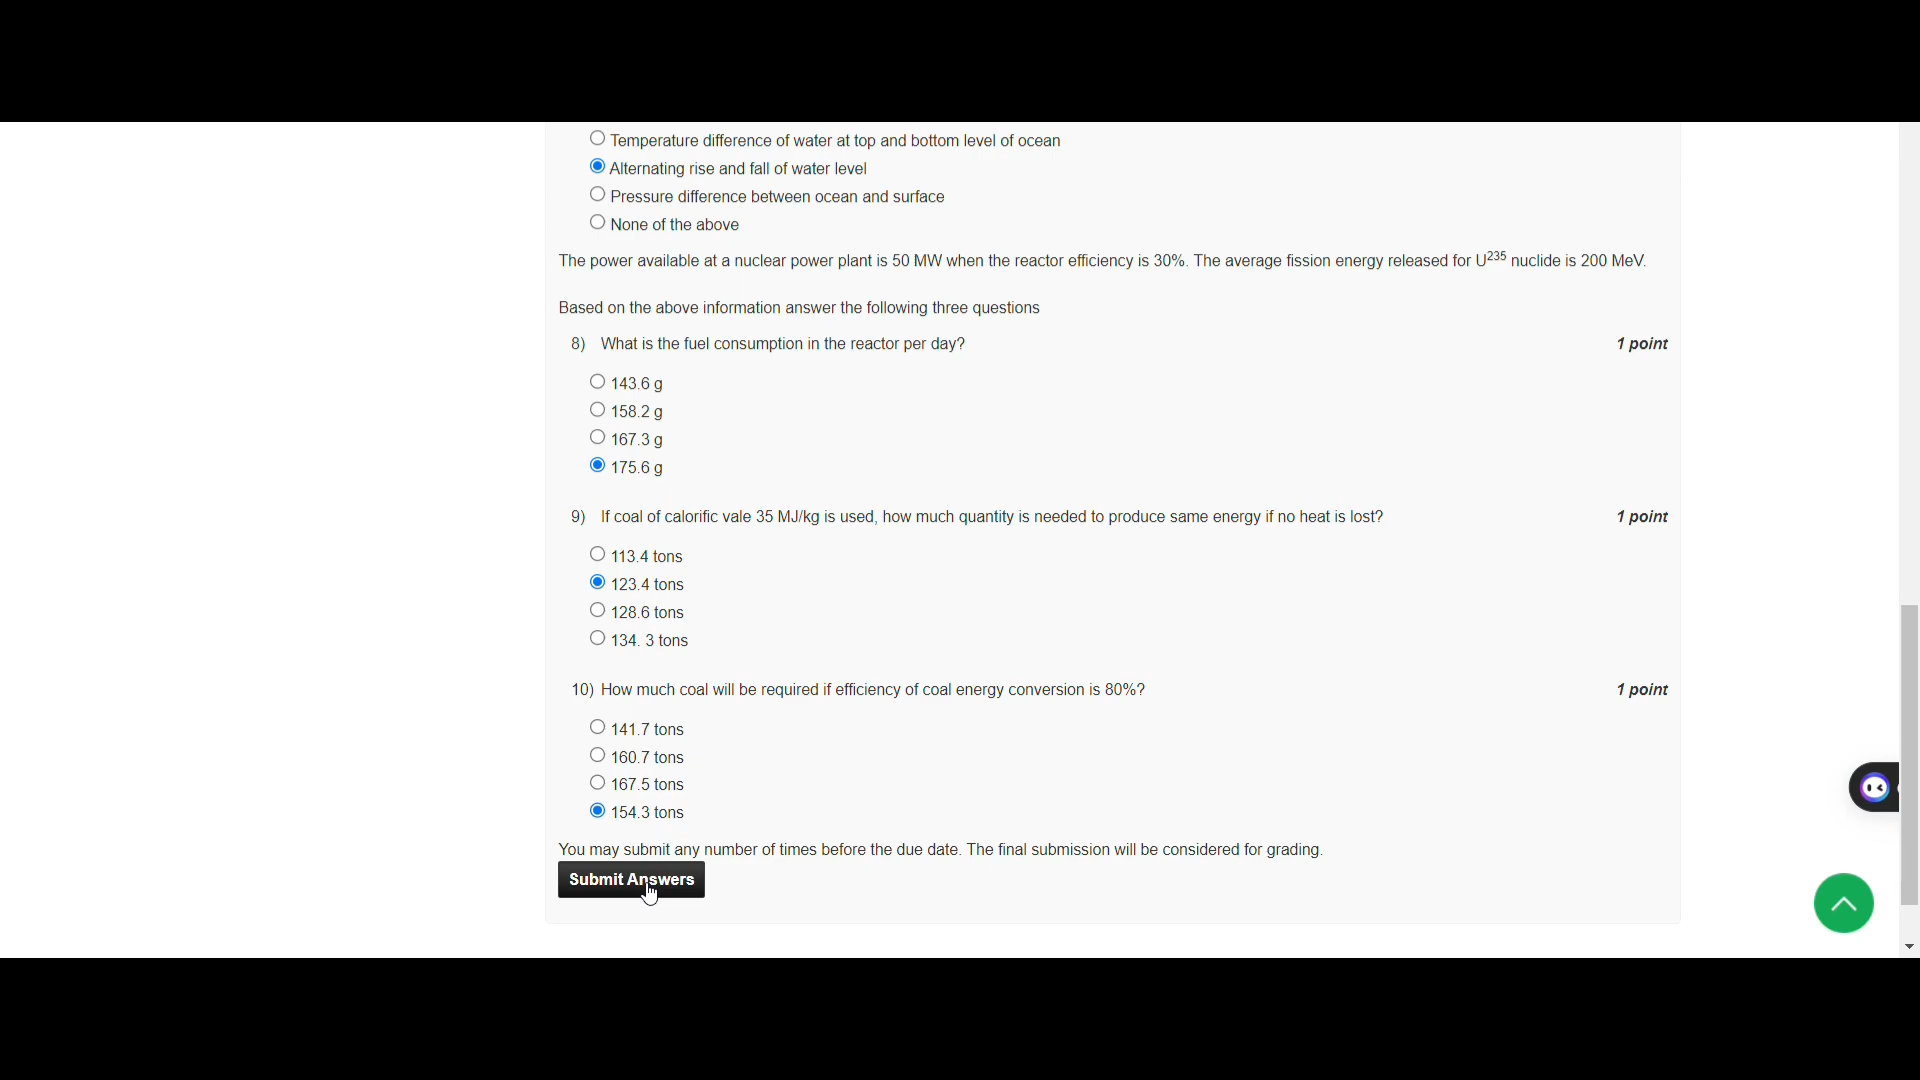 Temperature difference of water at top and bottom level of ocean
Alternating rise and fall of water level
Pressure difference between ocean and surface
None of the above
The power available at a nuclear power plant is 50 MW when the reactor efficiency is 30%. The average fission energy released for U²³⁵ nuclide is 200 MeV.
Based on the above information answer the following three questions
8) What is the fuel consumption in the reactor per day? 1 point
143.6 g
158.2 g
167.3 g
175.6 g
9) If coal of calorific vale 35 MJ/kg is used, how much quantity is needed to produce same energy if no heat is lost? 1 point
113.4 tons
123.4 tons
128.6 tons
134. 3 tons
10) How much coal will be required if efficiency of coal energy conversion is 80%? 1 point
141.7 tons
160.7 tons
167.5 tons
154.3 tons
You may submit any number of times before the due date. The final submission will be considered for grading.
Submit Answers